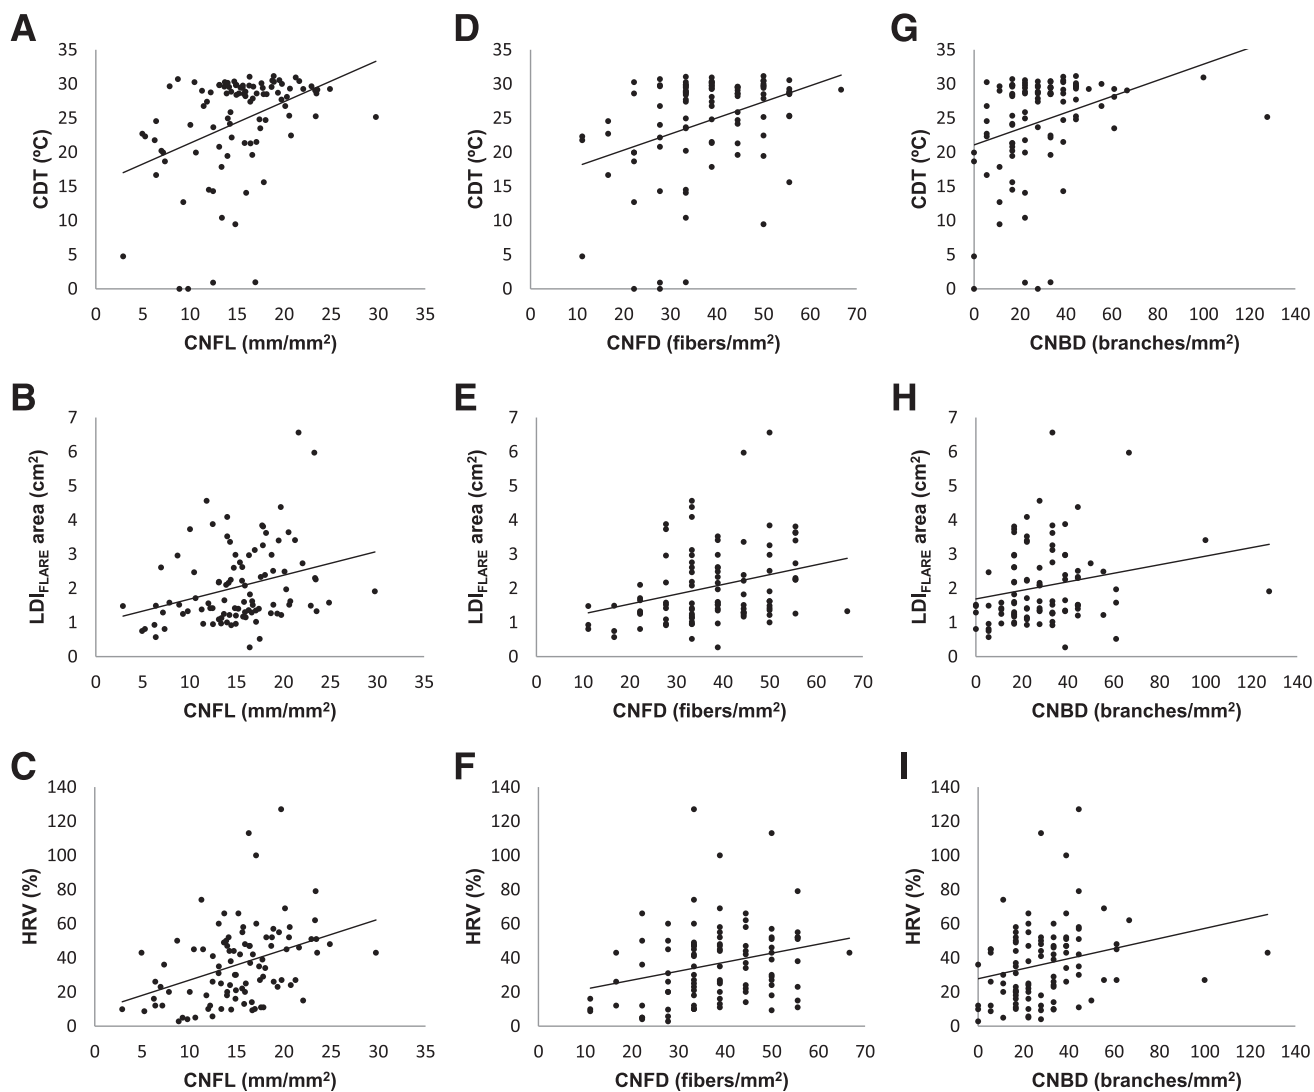 A
D
G
35
30
25
20
15
10
5
0
CDT (ºC)
0 5 10 15 20 25 30 35
CNFL (mm/mm²)
35
30
25
20
15
10
5
0
CDT (ºC)
0 10 20 30 40 50 60 70
CNFD (fibers/mm²)
35
30
25
20
15
10
5
0
CDT (ºC)
0 20 40 60 80 100 120 140
CNBD (branches/mm²)
B
E
H
7
6
5
4
3
2
1
0
LDIFLARE area (cm²)
0 5 10 15 20 25 30 35
CNFL (mm/mm²)
7
6
5
4
3
2
1
0
LDIFLARE area (cm²)
0 10 20 30 40 50 60 70
CNFD (fibers/mm²)
7
6
5
4
3
2
1
0
LDIFLARE area (cm²)
0 20 40 60 80 100 120 140
CNBD (branches/mm²)
C
F
I
140
120
100
80
60
40
20
0
HRV (%)
0 5 10 15 20 25 30 35
CNFL (mm/mm²)
140
120
100
80
60
40
20
0
HRV (%)
0 10 20 30 40 50 60 70
CNFD (fibers/mm²)
140
120
100
80
60
40
20
0
HRV (%)
0 20 40 60 80 100 120 140
CNBD (branches/mm²)